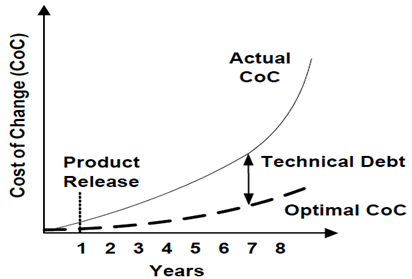 Cost of Change (CoC)
Actual
CoC
Product
Release
Technical Debt
Optimal CoC
1 2 3 4 5 6 7 8
Years